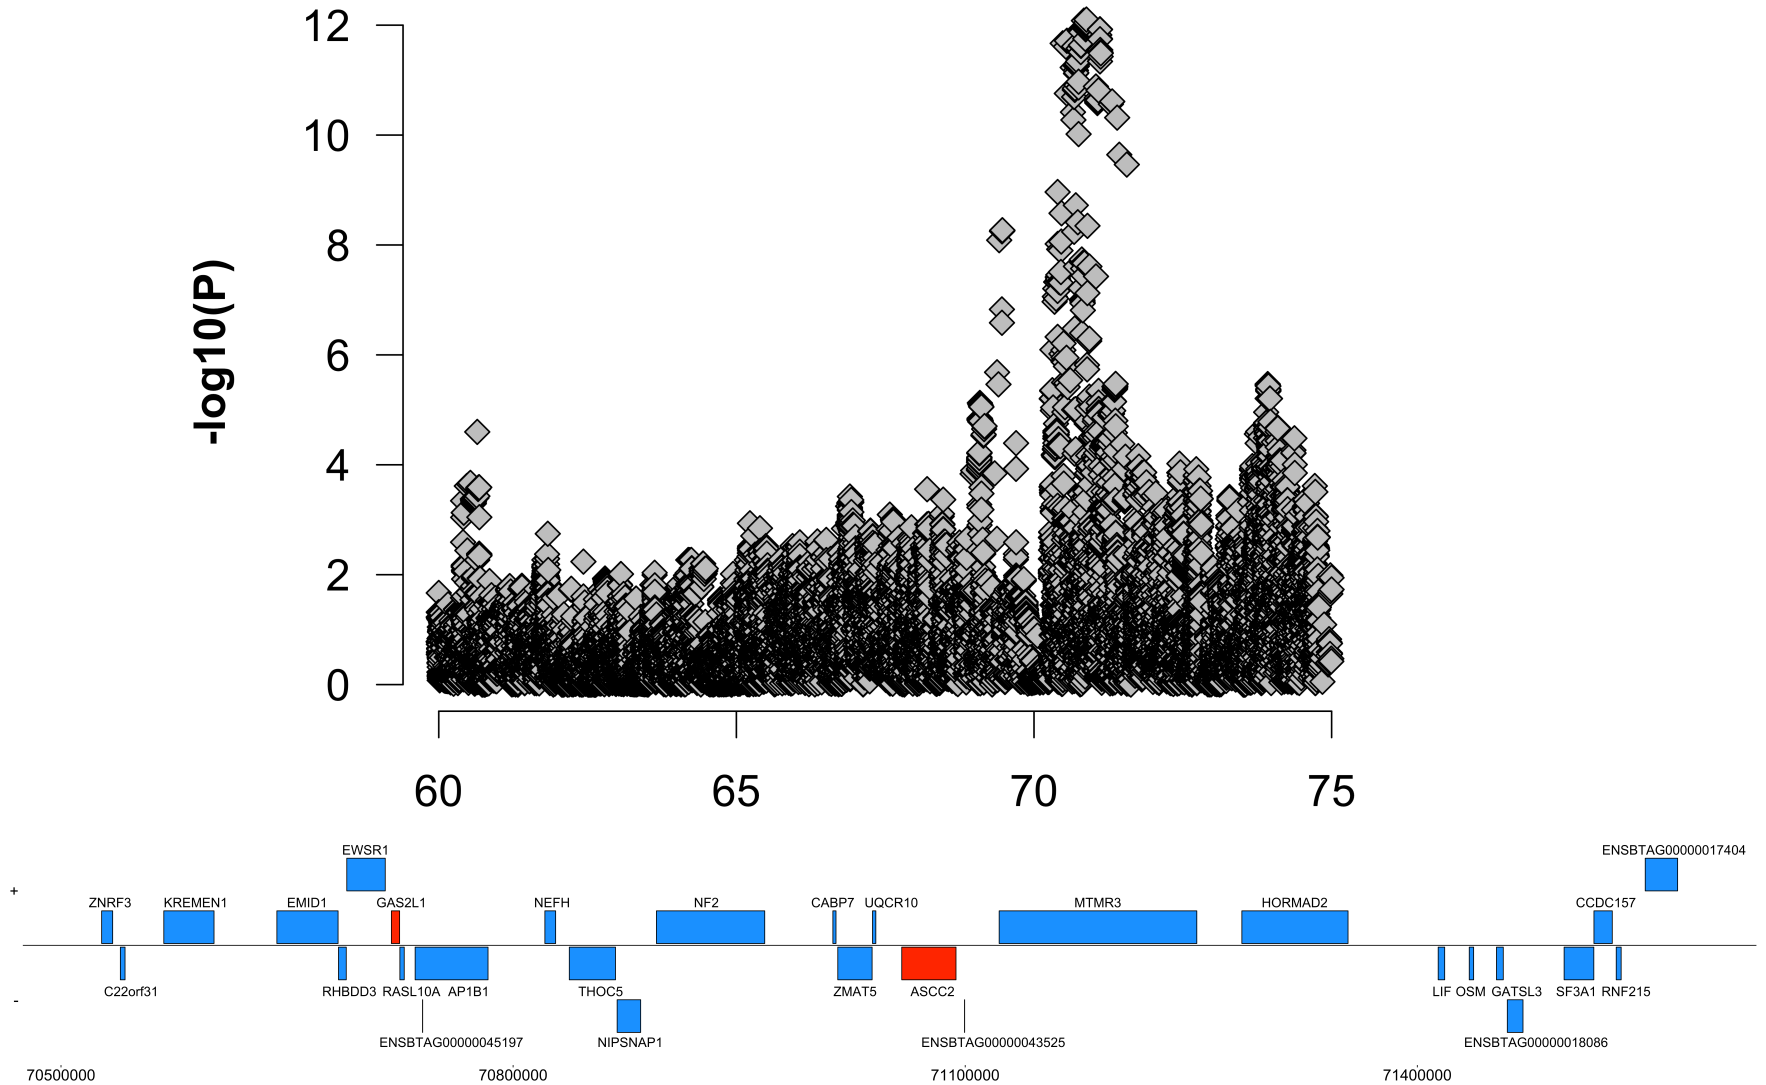 12
10
8
6
4
2
0
-log10(P)
60 65 70 75
EWSR1 ENSBTAG00000017404
+
ZNRF3 KREMEN1 EMID1 GAS2L1 NEFH NF2 CABP7 UQCR10 MTMR3 HORMAD2 CCDC157
C22orf31 RHBDD3 RASL10A AP1B1 THOC5 ZMAT5 ASCC2 LIF OSM GATSL3 SF3A1 RNF215
-
ENSBTAG00000045197 NIPSNAP1 ENSBTAG00000043525 ENSBTAG00000018086
70500000 70800000 71100000 71400000